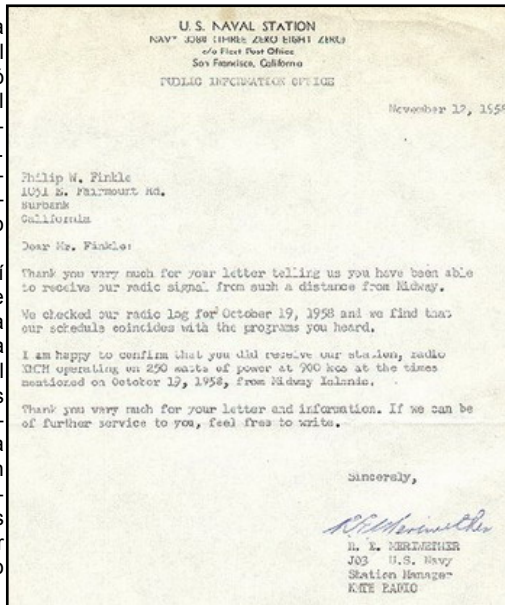 U. S. NAVAL STATION
NAVY 3080 (THREE ZERO EIGHT ZERO)
c/o Fleet Post Office
San Francisco, California
PUBLIC INFORMATION OFFICE
November 12, 1958
Philip W. Finkle
1051 E. Fairmount Rd.
Burbank
California
Dear Mr. Finkle:
Thank you very much for your letter telling us you have been able
to receive our radio signal from such a distance from Midway.
We checked our radio log for October 19, 1958 and we find that
our schedule coincides with the programs you heard.
I am happy to confirm that you did receive our station, radio
operating on 250 watts of power at 900 kcs at the times
mentioned on October 19, 1958, from Midway Islands.
Thank you very much for your letter and information. If we can be
of further service to you, feel free to write.
Sincerely,
R. E. MERIWETHER
JO3 U.S. Navy
Station Manager
RADIO